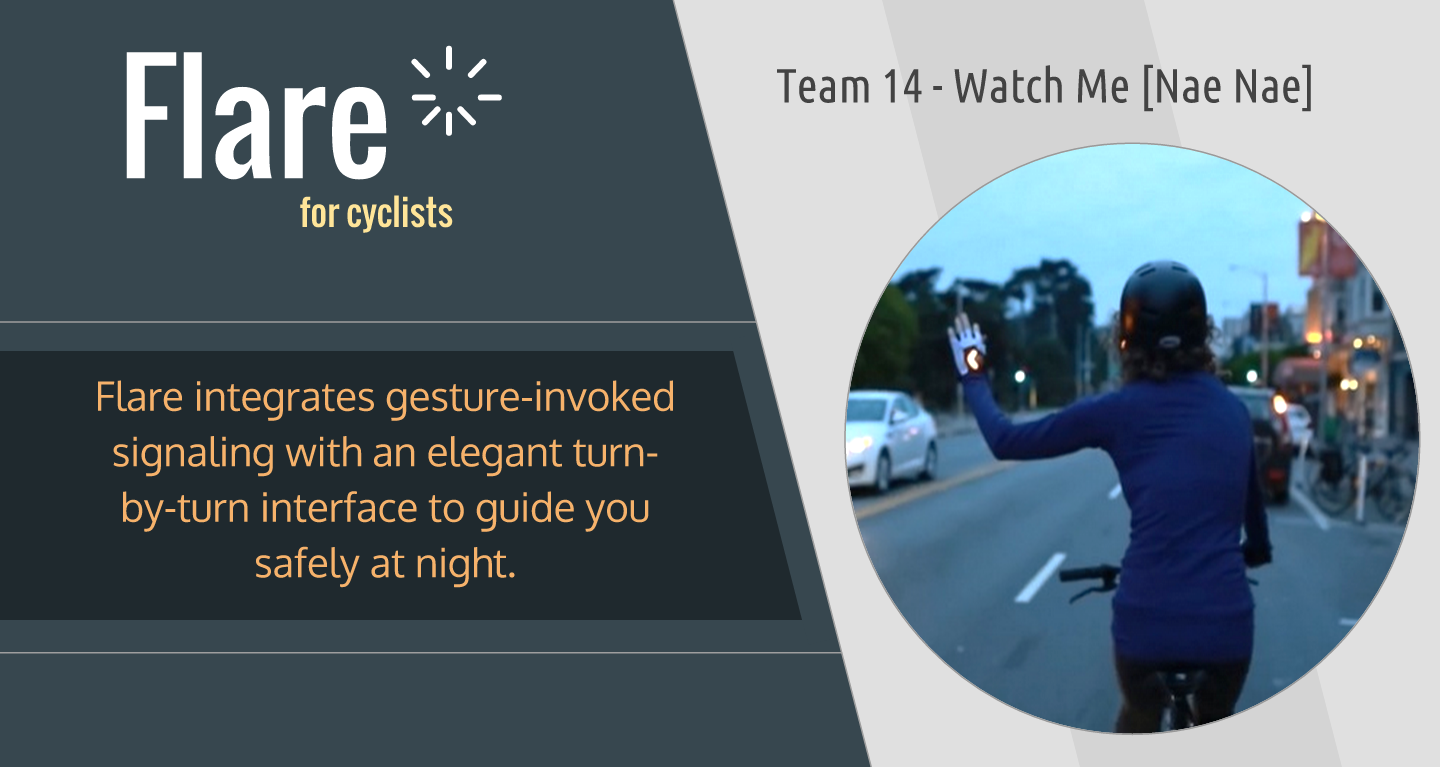 Flare
for cyclists
Team 14 - Watch Me [Nae Nae]
Flare integrates gesture-invoked
signaling with an elegant turn-
by-turn interface to guide you
safely at night.